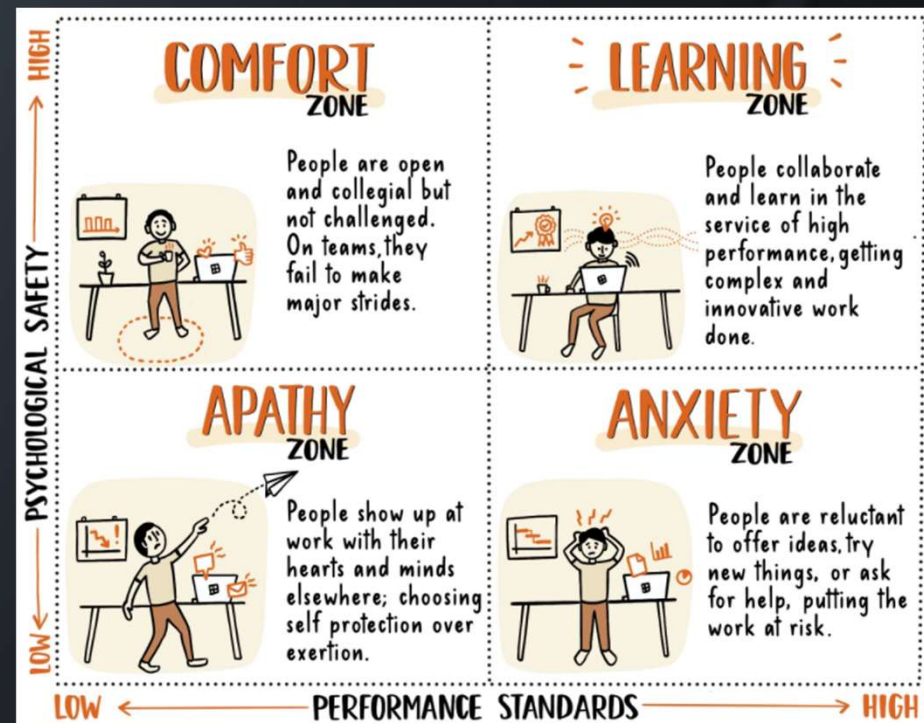 HIGH
PSYCHOLOGICAL SAFETY
LOW
COMFORT
ZONE
People are open
and collegial but
not challenged.
On teams, they
fail to make
major strides.
LEARNING
ZONE
People collaborate
and learn in the
service of high
performance, getting
complex and
innovative work
done.
APATHY
ZONE
People show up at
work with their
hearts and minds
elsewhere; choosing
self protection over
exertion.
ANXIETY
ZONE
People are reluctant
to offer ideas, try
new things, or ask
for help, putting the
work at risk.
LOW
PERFORMANCE STANDARDS
HIGH